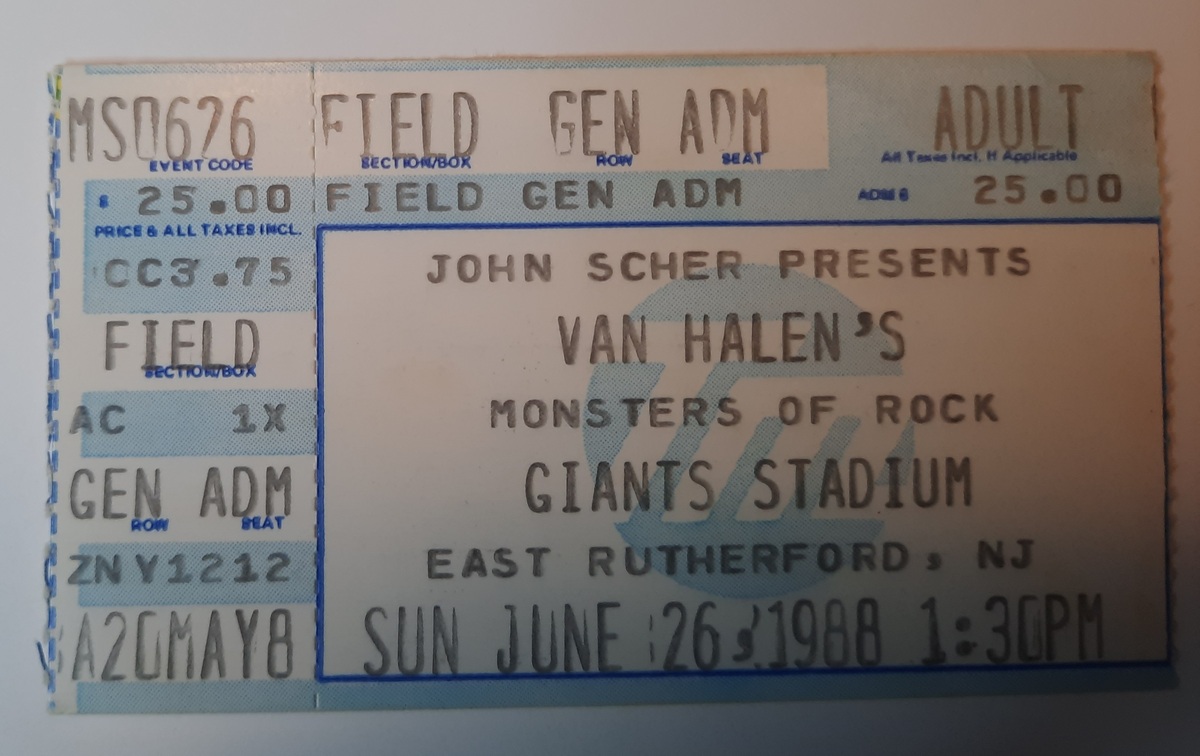 MS0626 FIELD GEN ADM ADULT
EVENT CODE SECTION/BOX ROW SEAT All Taxes Incl. If Applicable
$ 25.00 FIELD GEN ADM ADM $ 25.00
PRICE & ALL TAXES INCL.
CC3.75
FIELD
SECTION/BOX
AC 1X
GEN ADM
ROW SEAT
ZNY1212
A20MAY8
JOHN SCHER PRESENTS
VAN HALEN'S
MONSTERS OF ROCK
GIANTS STADIUM
EAST RUTHERFORD, NJ
SUN JUNE 26,1988 1:30PM